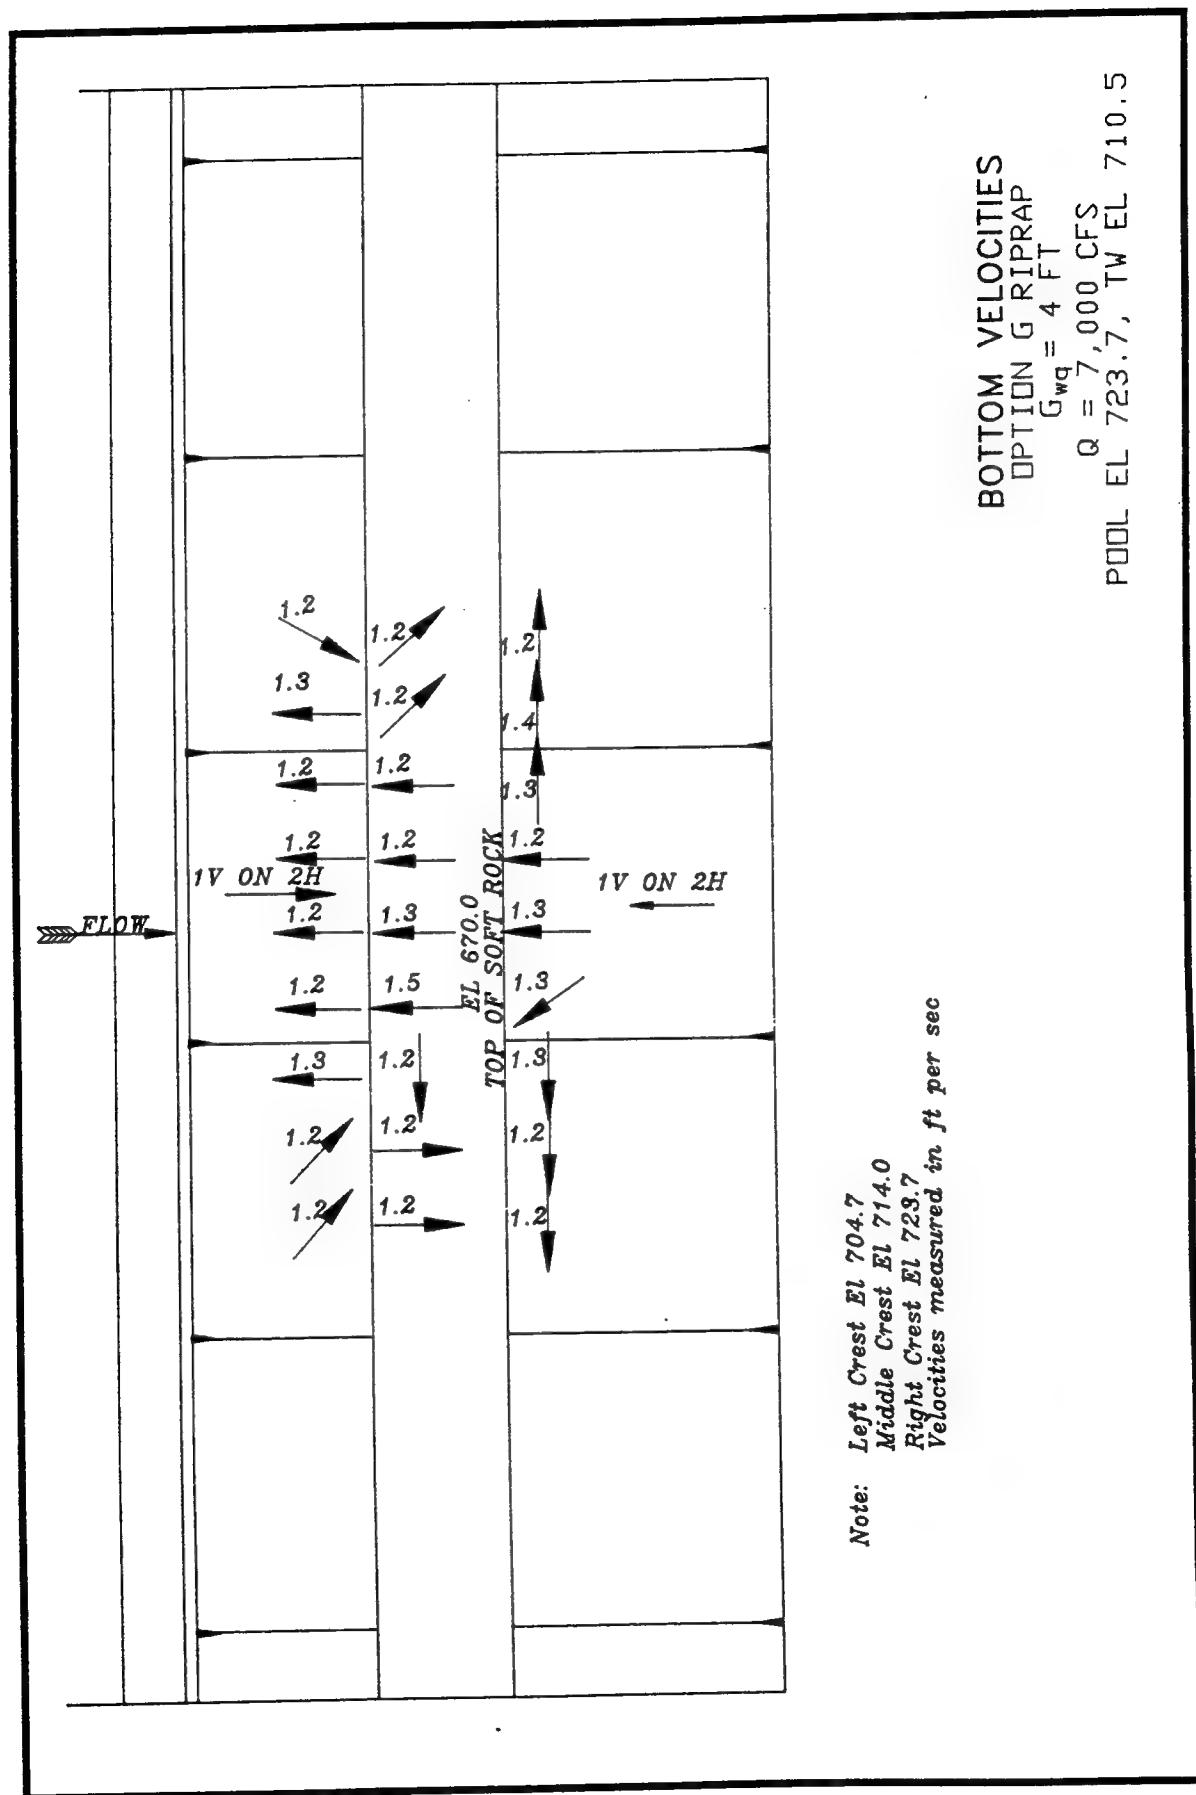 1.2
1.2
1.2
1.3
1.2
1.4
1.2
1.2
1.3
1.2
1.2
1.2
1V ON 2H
1V ON 2H
FLOW
1.2
1.3
1.3
EL 670.0
TOP OF SOFT ROCK
1.2
1.5
1.3
1.3
1.2
1.3
1.2
1.2
1.2
1.2
1.2
1.2
BOTTOM VELOCITIES
OPTION G RIPRAP
Gwq = 4 FT
Q = 7,000 CFS
POOL EL 723.7, TW EL 710.5
Note: Left Crest El 704.7
Middle Crest El 714.0
Right Crest El 723.7
Velocities measured in ft per sec